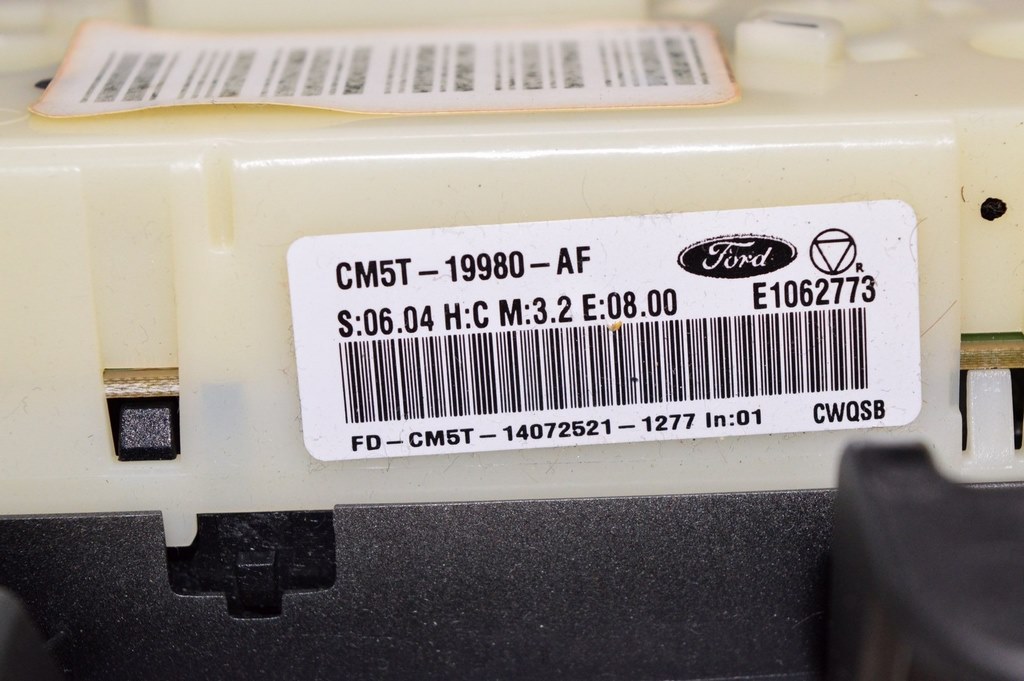 CM5T-19980-AF
Ford
R
S:06.04 H:C M:3.2 E:08.00
E1062773
FD-CM5T-14072521-1277 In:01
CWQSB